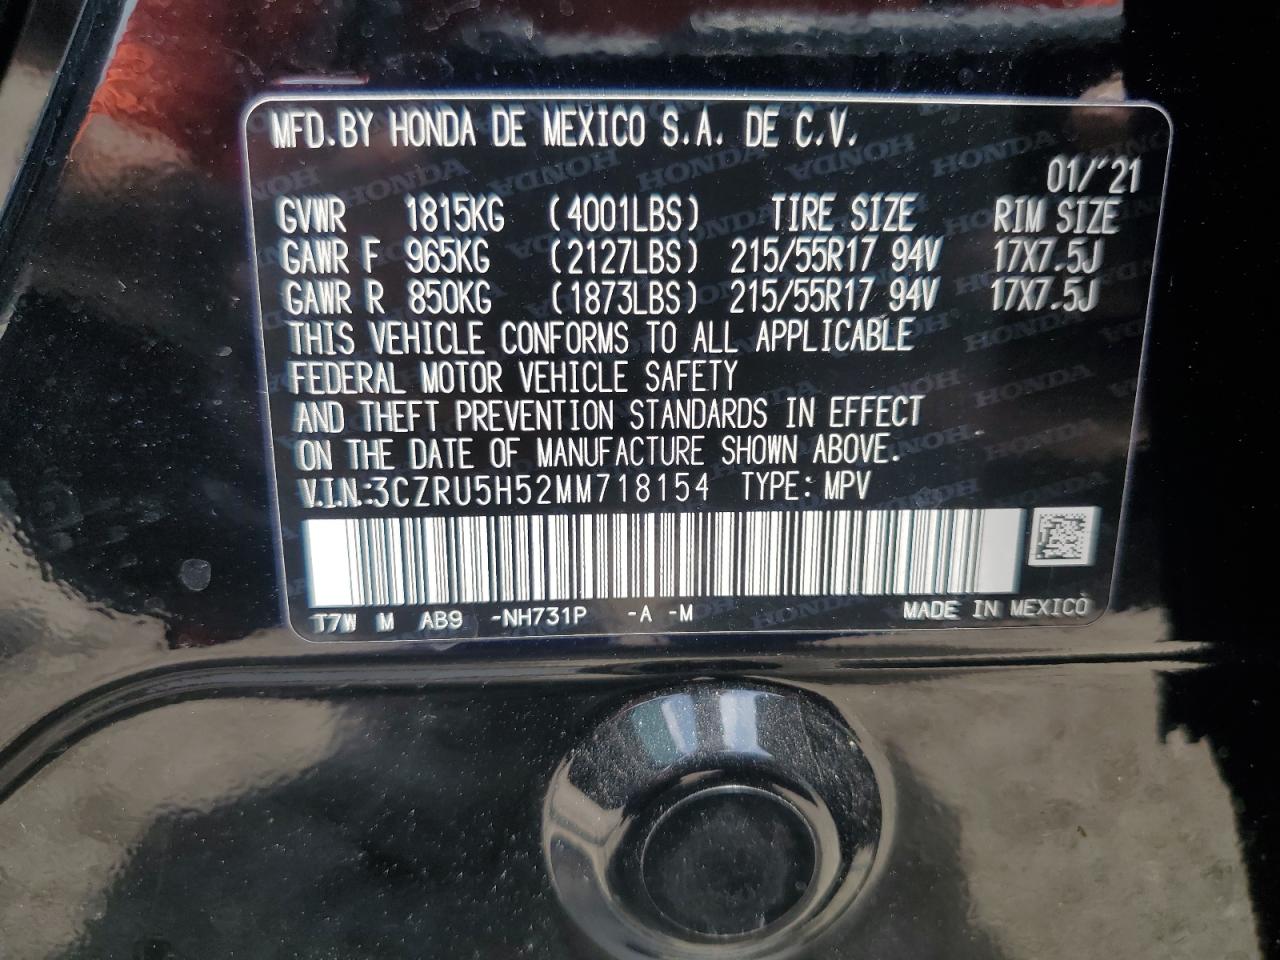 MFD.BY HONDA DE MEXICO S.A. DE C.V.
01/'21
GVWR 1815KG (4001LBS) TIRE SIZE RIM SIZE
GAWR F 965KG (2127LBS) 215/55R17 94V 17X7.5J
GAWR R 850KG (1873LBS) 215/55R17 94V 17X7.5J
THIS VEHICLE CONFORMS TO ALL APPLICABLE
FEDERAL MOTOR VEHICLE SAFETY
AND THEFT PREVENTION STANDARDS IN EFFECT
ON THE DATE OF MANUFACTURE SHOWN ABOVE.
V.I.N.:3CZRU5H52MM718154 TYPE: MPV
T7W M AB9 -NH731P -A -M MADE IN MEXICO